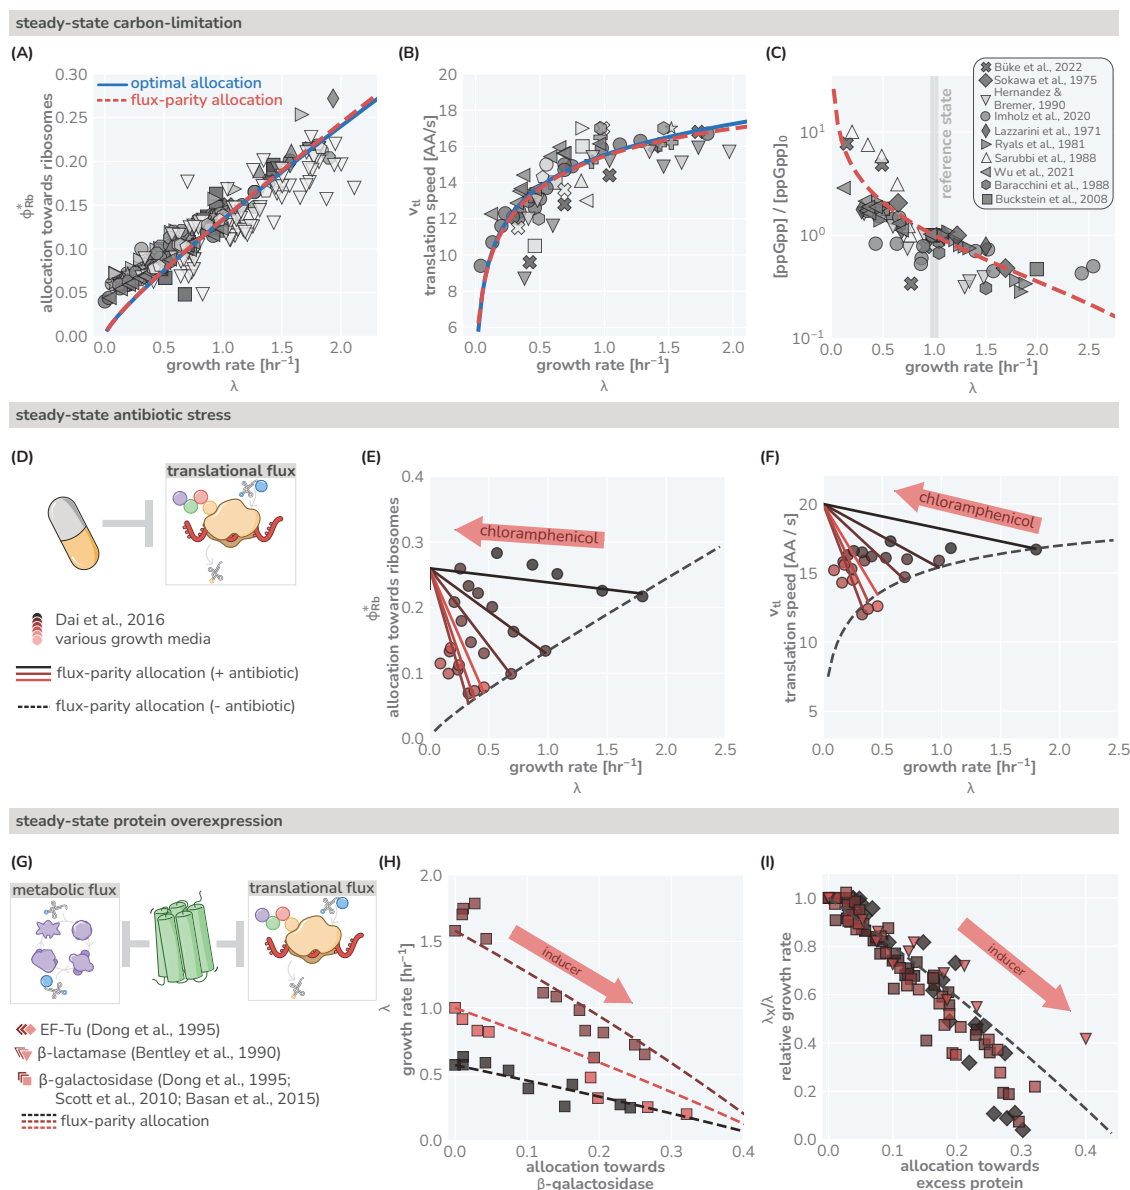 steady-state carbon-limitation
(A)
ϕ*Rb
allocation towards ribosomes
0.30
0.25
0.20
0.15
0.10
0.05
0.00
optimal allocation
flux-parity allocation
0.0 0.5 1.0 1.5 2.0
growth rate [hr⁻¹]
λ
(B)
vtl
translation speed [AA/s]
20
18
16
14
12
10
8
6
0.0 0.5 1.0 1.5 2.0
growth rate [hr⁻¹]
λ
(C)
[ppGpp] / [ppGpp]₀
10¹
10⁰
10⁻¹
reference state
Büke et al., 2022
Sokawa et al., 1975
Hernandez &
Bremer, 1990
Imholz et al., 2020
Lazzarini et al., 1971
Ryals et al., 1981
Sarubbi et al., 1988
Wu et al., 2021
Baracchini et al., 1988
Buckstein et al., 2008
0.0 0.5 1.0 1.5 2.0 2.5
growth rate [hr⁻¹]
λ
steady-state antibiotic stress
(D)
translational flux
Dai et al., 2016
various growth media
flux-parity allocation (+ antibiotic)
flux-parity allocation (- antibiotic)
(E)
ϕ*Rb
allocation towards ribosomes
0.4
0.3
0.2
0.1
0.0
chloramphenicol
0.0 0.5 1.0 1.5 2.0 2.5
growth rate [hr⁻¹]
λ
(F)
vtl
translation speed [AA / s]
20
15
10
5
chloramphenicol
0.0 0.5 1.0 1.5 2.0 2.5
growth rate [hr⁻¹]
λ
steady-state protein overexpression
(G)
metabolic flux
translational flux
EF-Tu (Dong et al., 1995)
β-lactamase (Bentley et al., 1990)
β-galactosidase (Dong et al., 1995;
Scott et al., 2010; Basan et al., 2015)
flux-parity allocation
(H)
λ
growth rate [hr⁻¹]
2.0
1.5
1.0
0.5
0.0
inducer
0.0 0.1 0.2 0.3 0.4
allocation towards
β-galactosidase
(I)
λX/λ
relative growth rate
1.0
0.8
0.6
0.4
0.2
0.0
inducer
0.0 0.1 0.2 0.3 0.4
allocation towards
excess protein